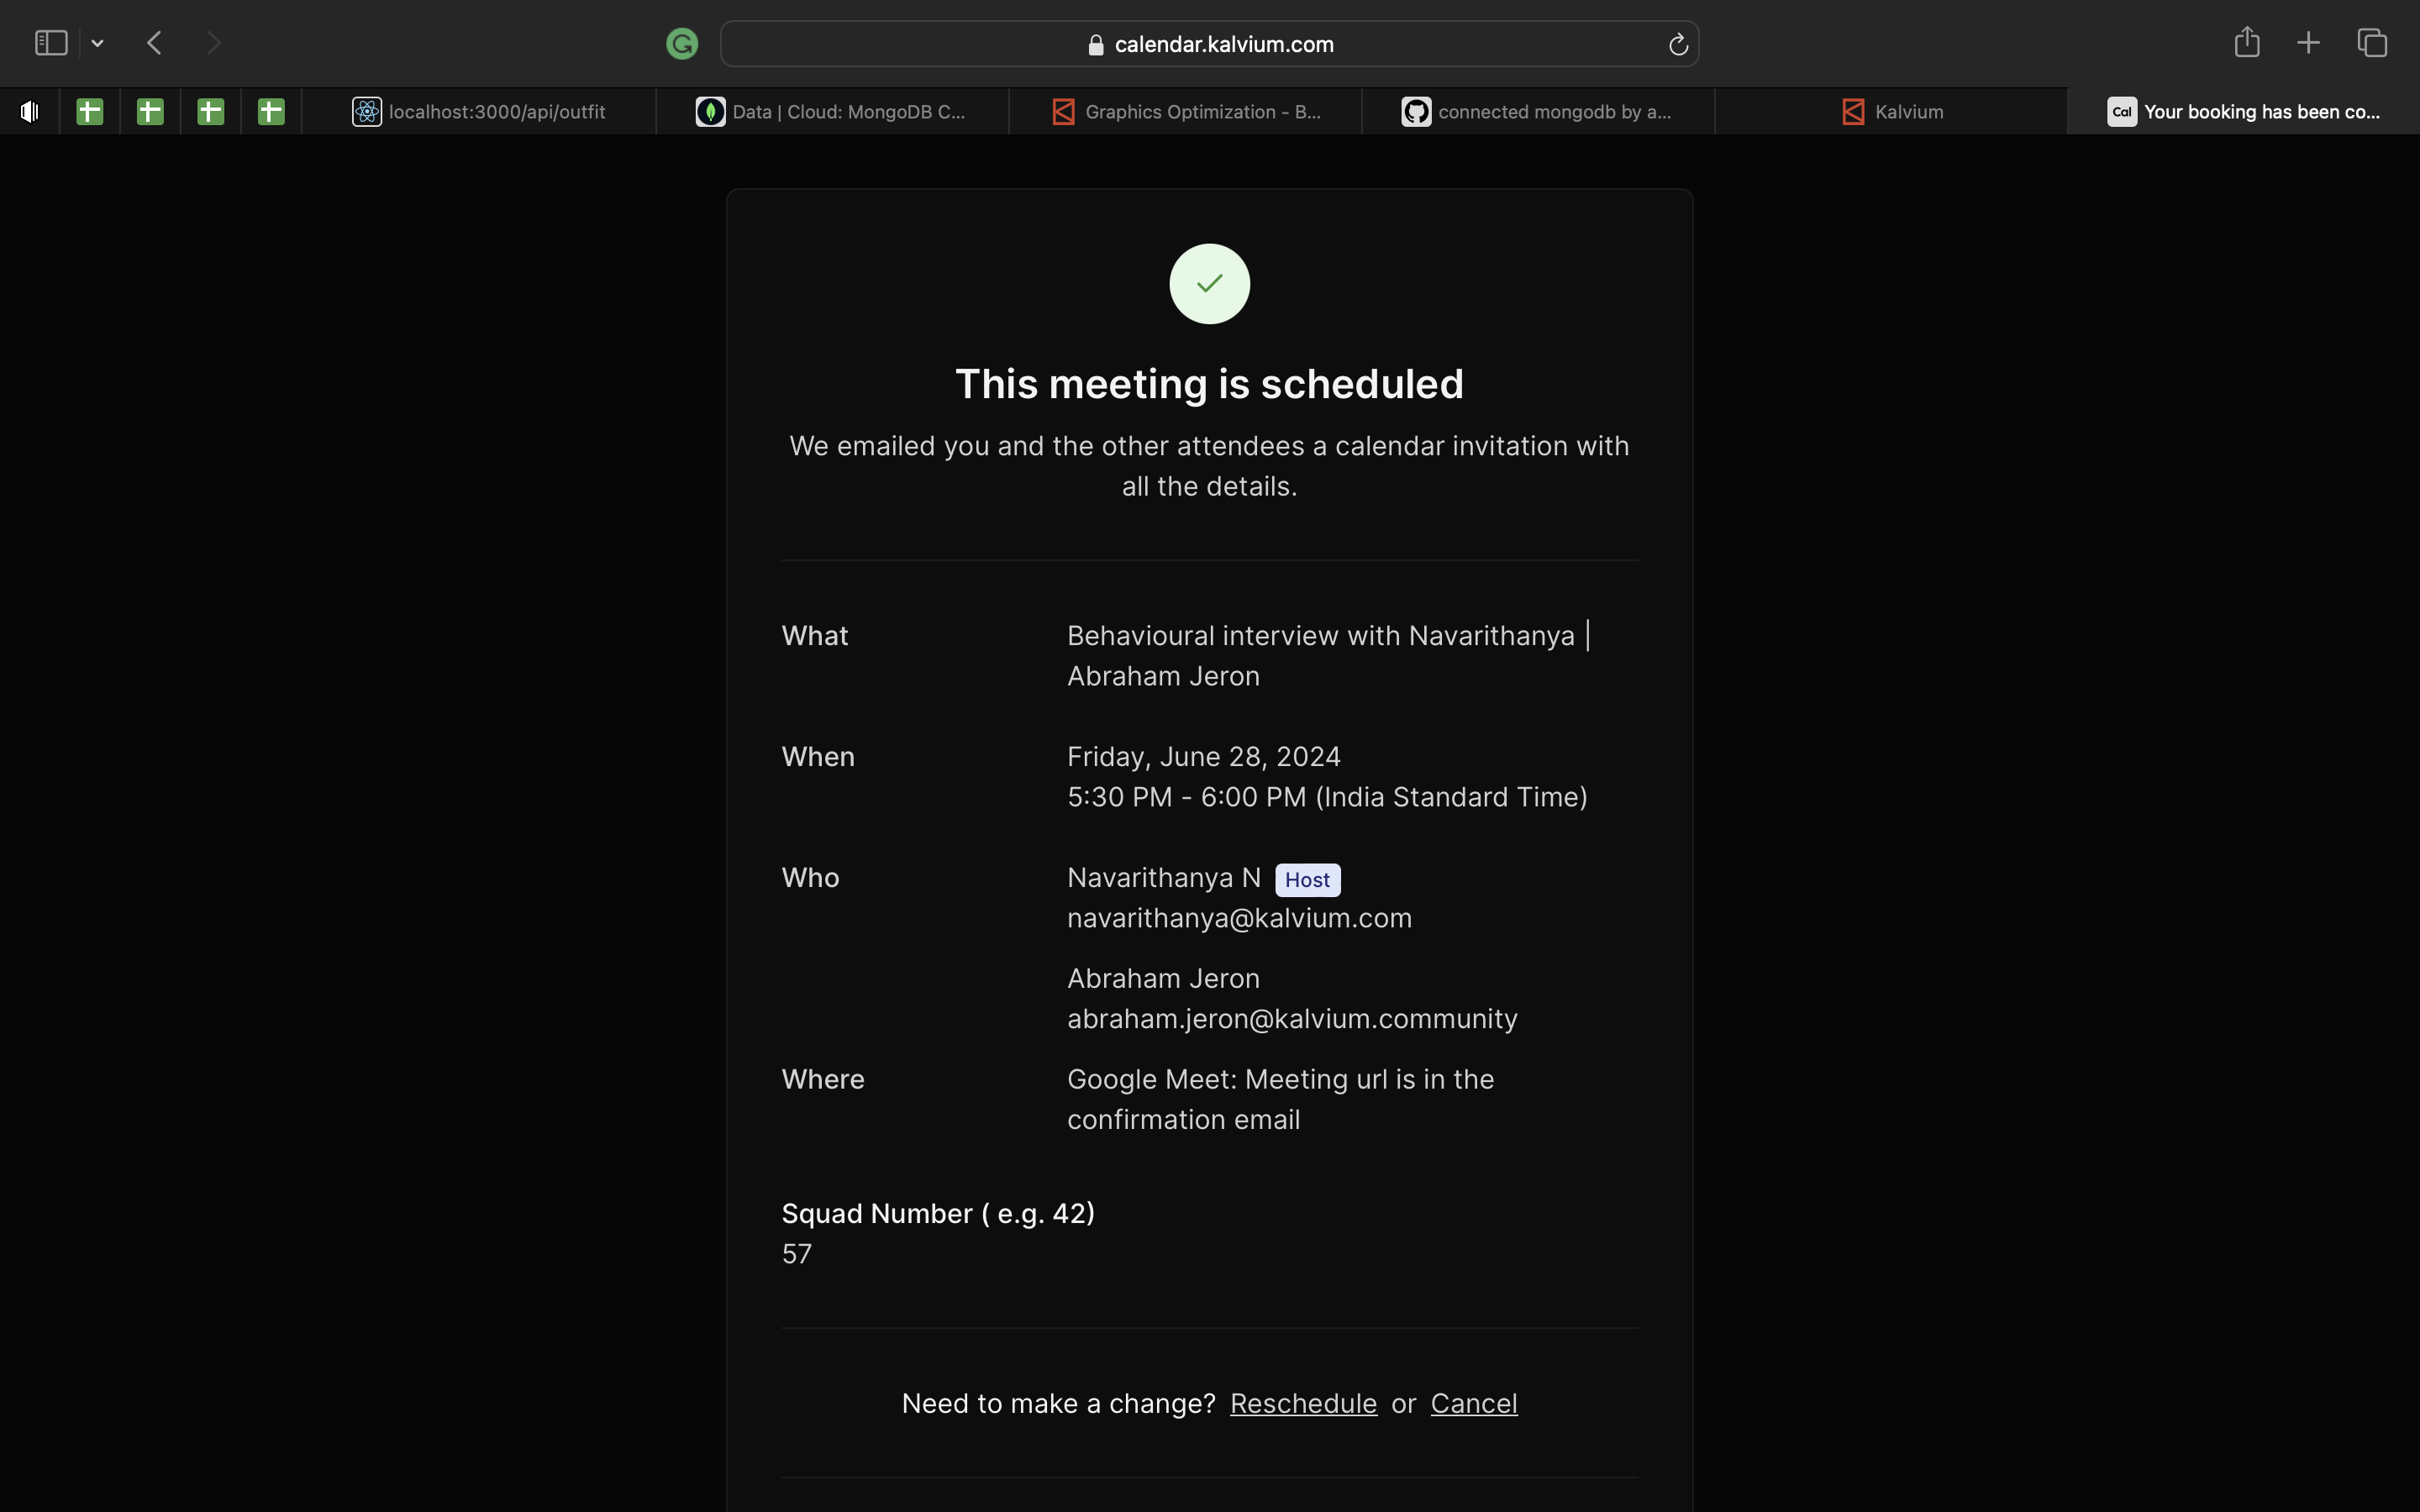 calendar.kalvium.com
localhost:3000/api/outfit
Data | Cloud: MongoDB C...
Graphics Optimization - B...
connected mongodb by a...
Kalvium
Cal Your booking has been co...
This meeting is scheduled
We emailed you and the other attendees a calendar invitation with
all the details.
What
Behavioural interview with Navarithanya |
Abraham Jeron
When
Friday, June 28, 2024
5:30 PM - 6:00 PM (India Standard Time)
Who
Navarithanya N Host
navarithanya@kalvium.com
Abraham Jeron
abraham.jeron@kalvium.community
Where
Google Meet: Meeting url is in the
confirmation email
Squad Number ( e.g. 42)
57
Need to make a change? Reschedule or Cancel